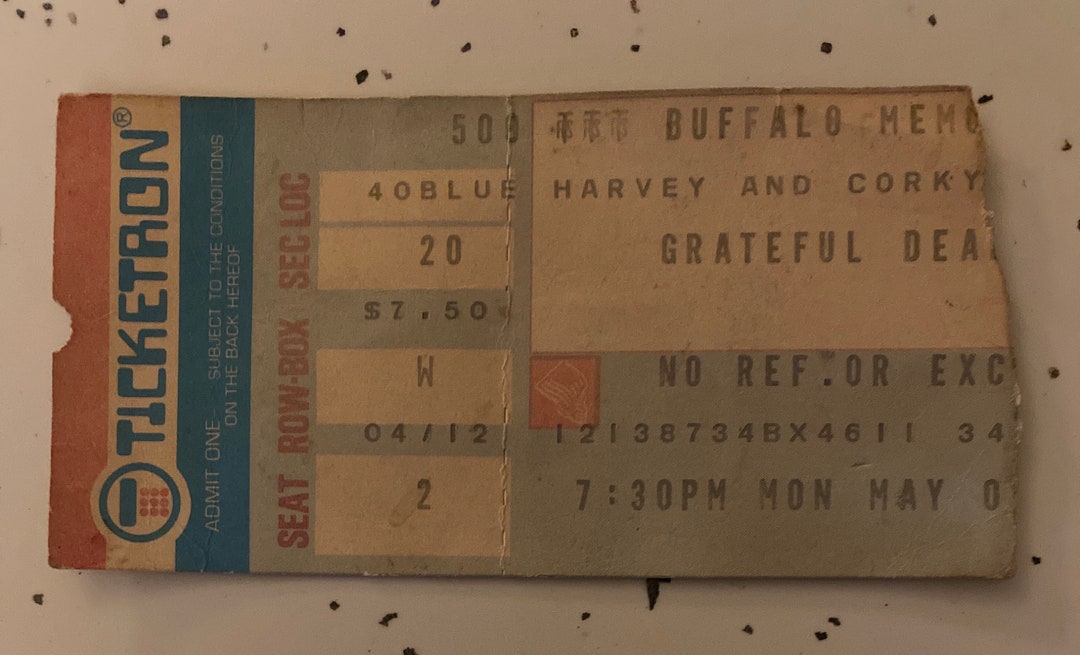 TICKETRON®
ADMIT ONE - SUBJECT TO THE CONDITIONS
ON THE BACK HEREOF
SEAT ROW-BOX SEC LOC
509 BUFFALO MEMO
40BLUE HARVEY AND CORKY
20 GRATEFUL DEA
$7.50
W NO REF.OR EXC
04/12 12138734BX4611 34
2 7:30PM MON MAY 0